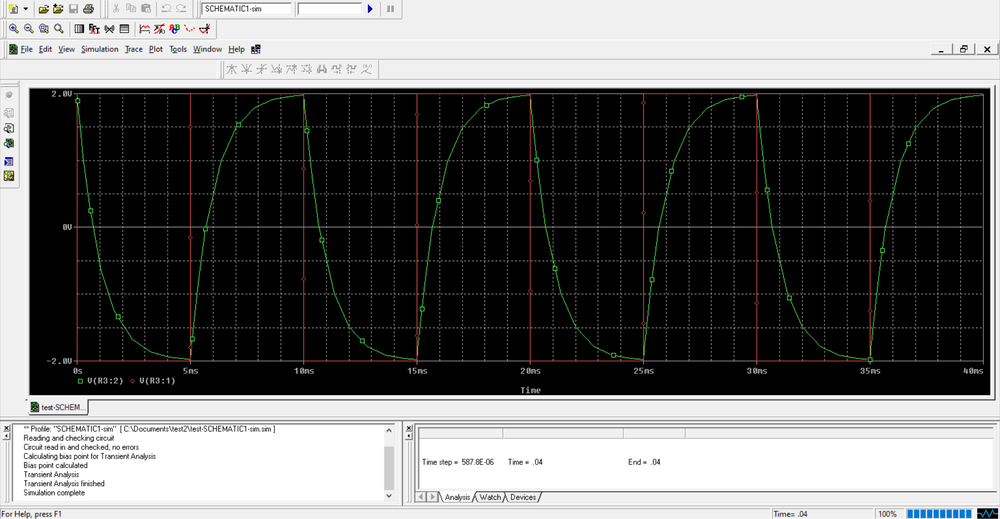 SCHEMATIC1-sim
File Edit View Simulation Trace Plot Tools Window Help
2.0V
0V
-2.0V
0s 5ms 10ms 15ms 20ms 25ms 30ms 35ms 40ms
V(R3:2) V(R3:1)
Time
test-SCHEM...
** Profile: "SCHEMATIC1-sim" [ C:\Documents\test2\test-SCHEMATIC1-sim.sim ]
Reading and checking circuit
Circuit read in and checked, no errors
Calculating bias point for Transient Analysis
Bias point calculated
Transient Analysis
Transient Analysis finished
Simulation complete
Time step = 587.8E-06 Time = .04 End = .04
Analysis Watch Devices
For Help, press F1
Time= .04 100%